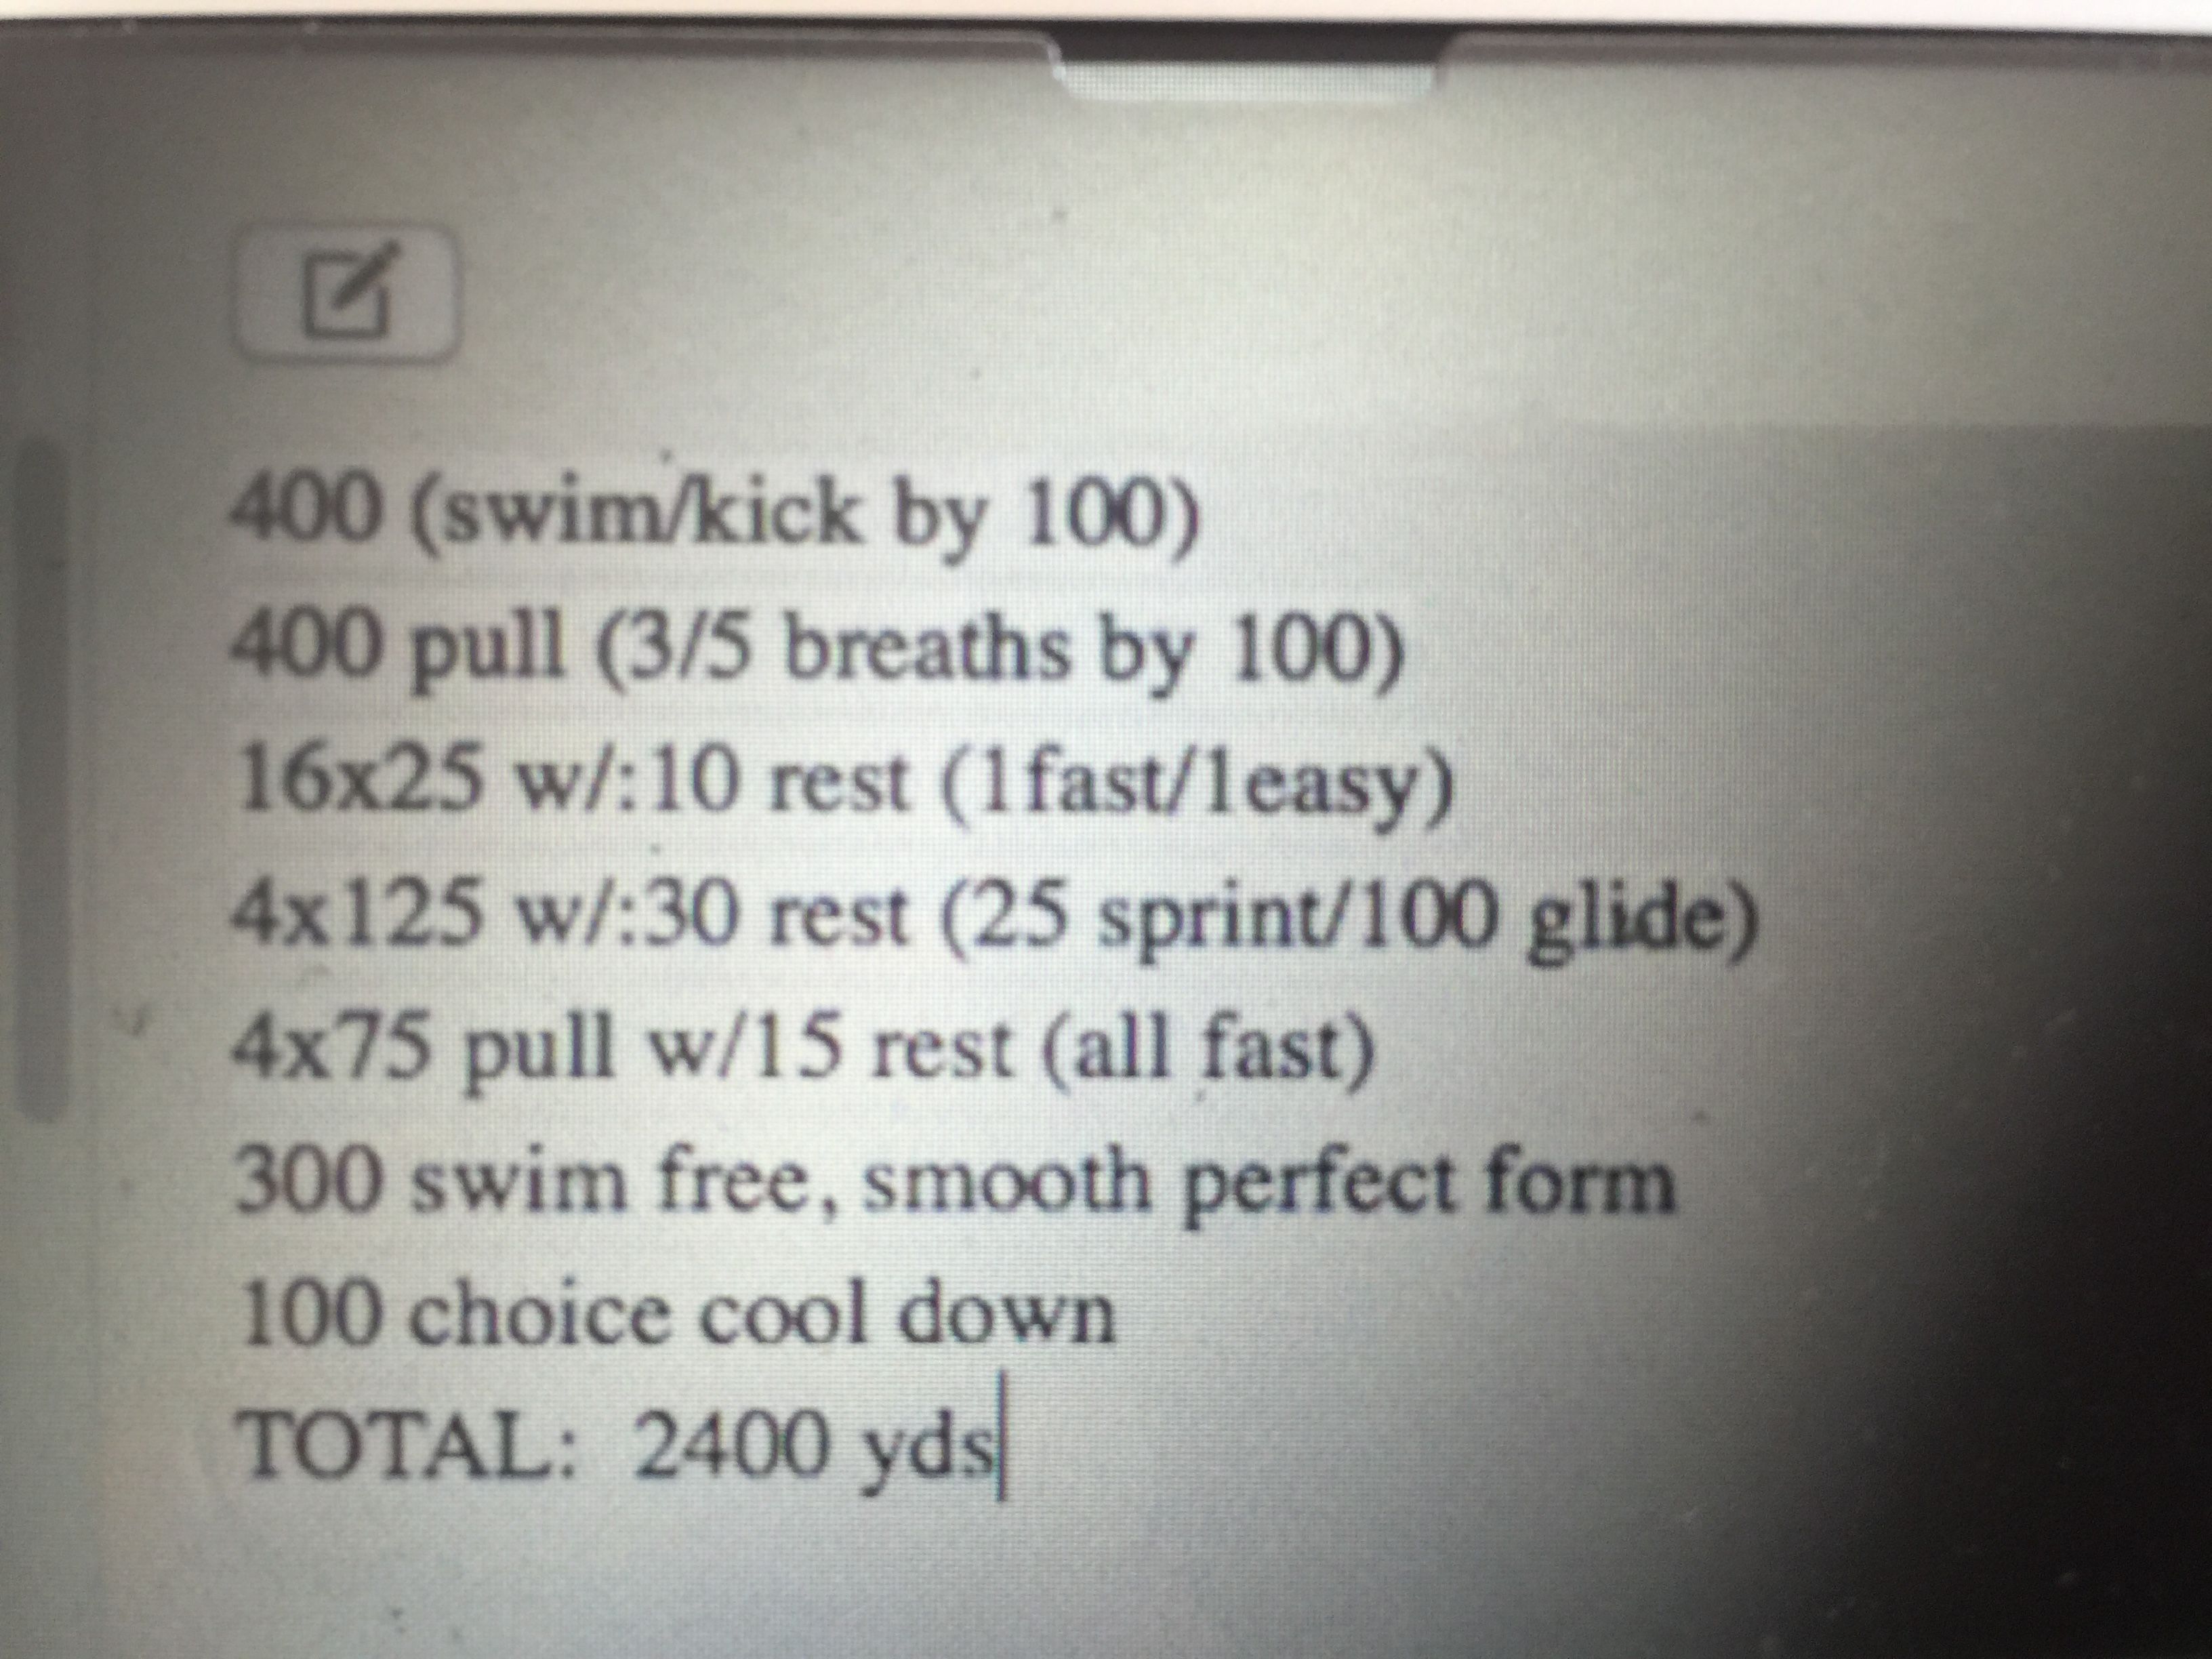 400 (swim/kick by 100)
400 pull (3/5 breaths by 100)
16x25 w/:10 rest (1fast/1easy)
4x125 w/:30 rest (25 sprint/100 glide)
4x75 pull w/15 rest (all fast)
300 swim free, smooth perfect form
100 choice cool down
TOTAL:  2400 yds